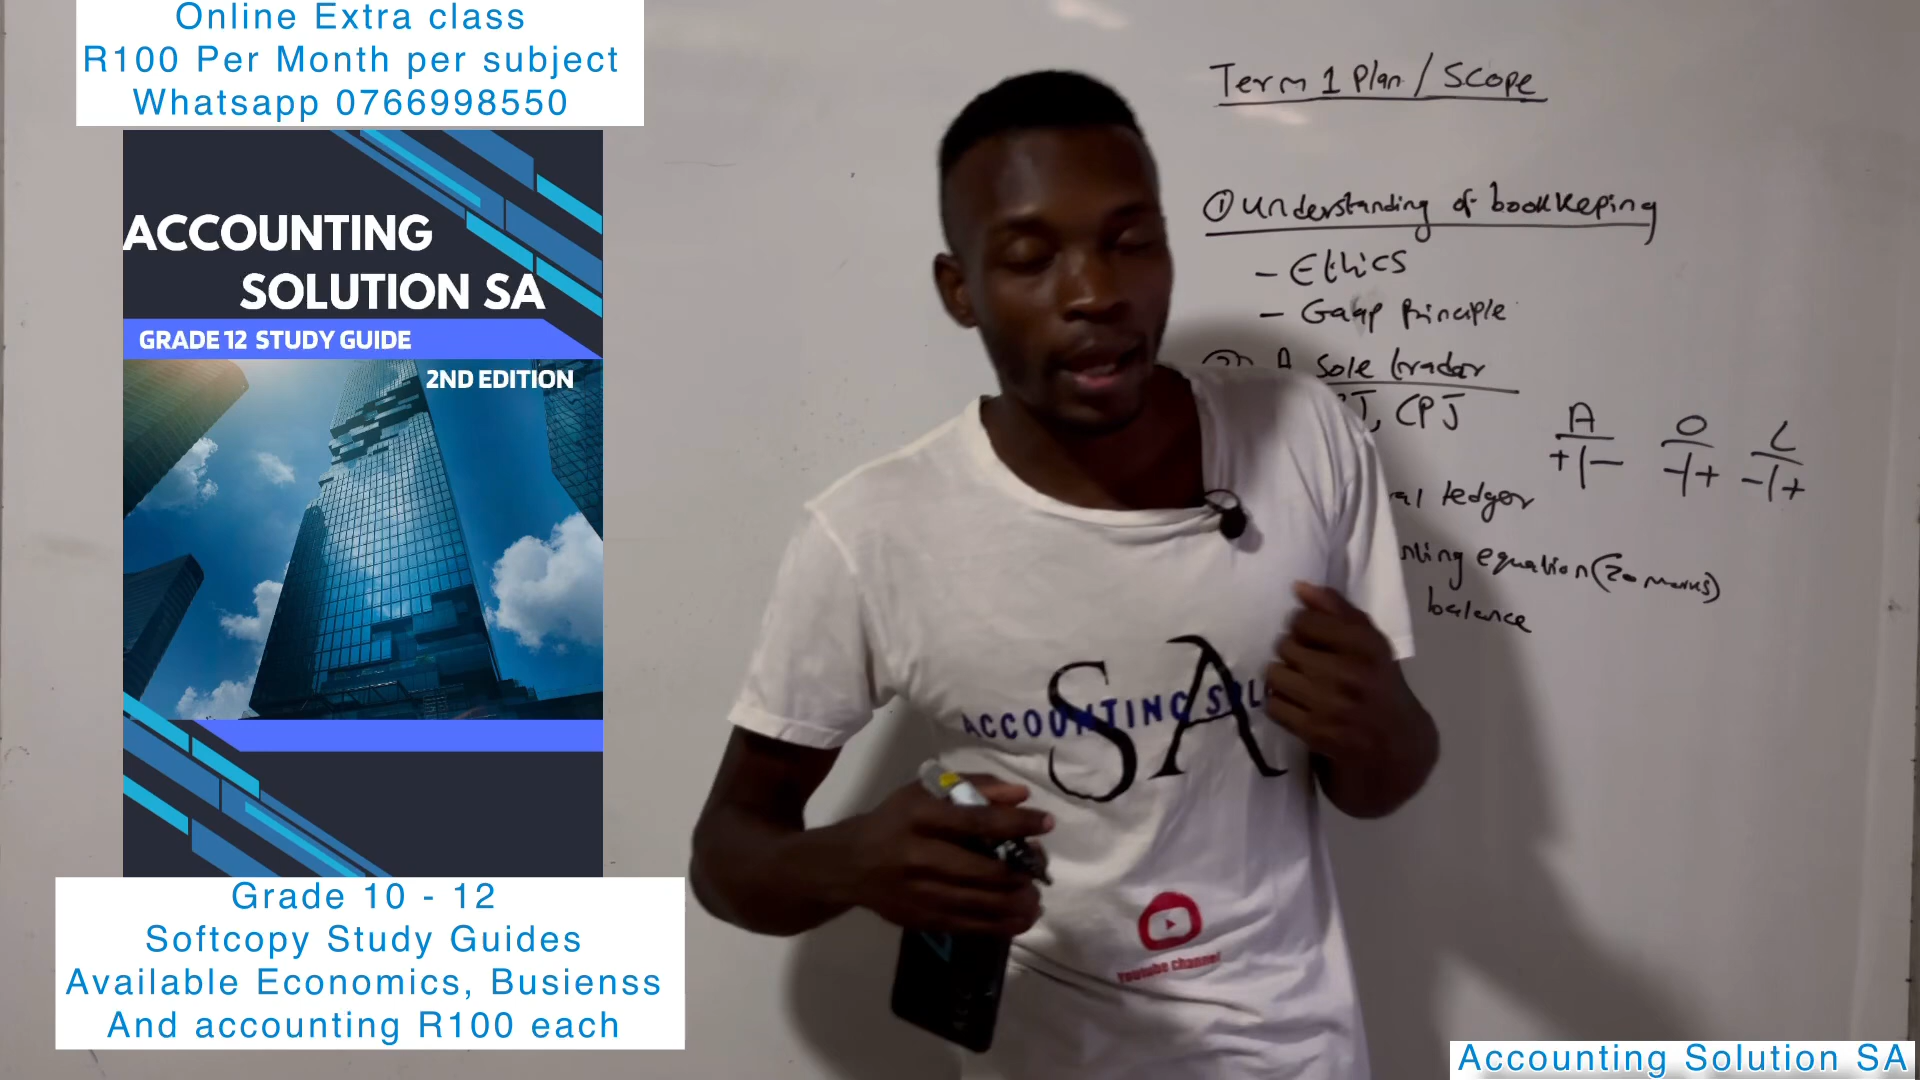 Online Extra class
R100 Per Month per subject
Whatsapp 0766998550
ACCOUNTING
SOLUTION SA
GRADE 12 STUDY GUIDE
2ND EDITION
Grade 10 - 12
Softcopy Study Guides
Available Economics, Busienss
And accounting R100 each
Term 1 Plan / Scope
① Understanding of bookkeping
- Ethics
- Gaap Principle
Sole trader
, CPJ
ledger
equation (20 marks)
balance
A O L
+|- -|+ -|+
ACCOUNTING SOL
SA
Youtube channel
Accounting Solution SA